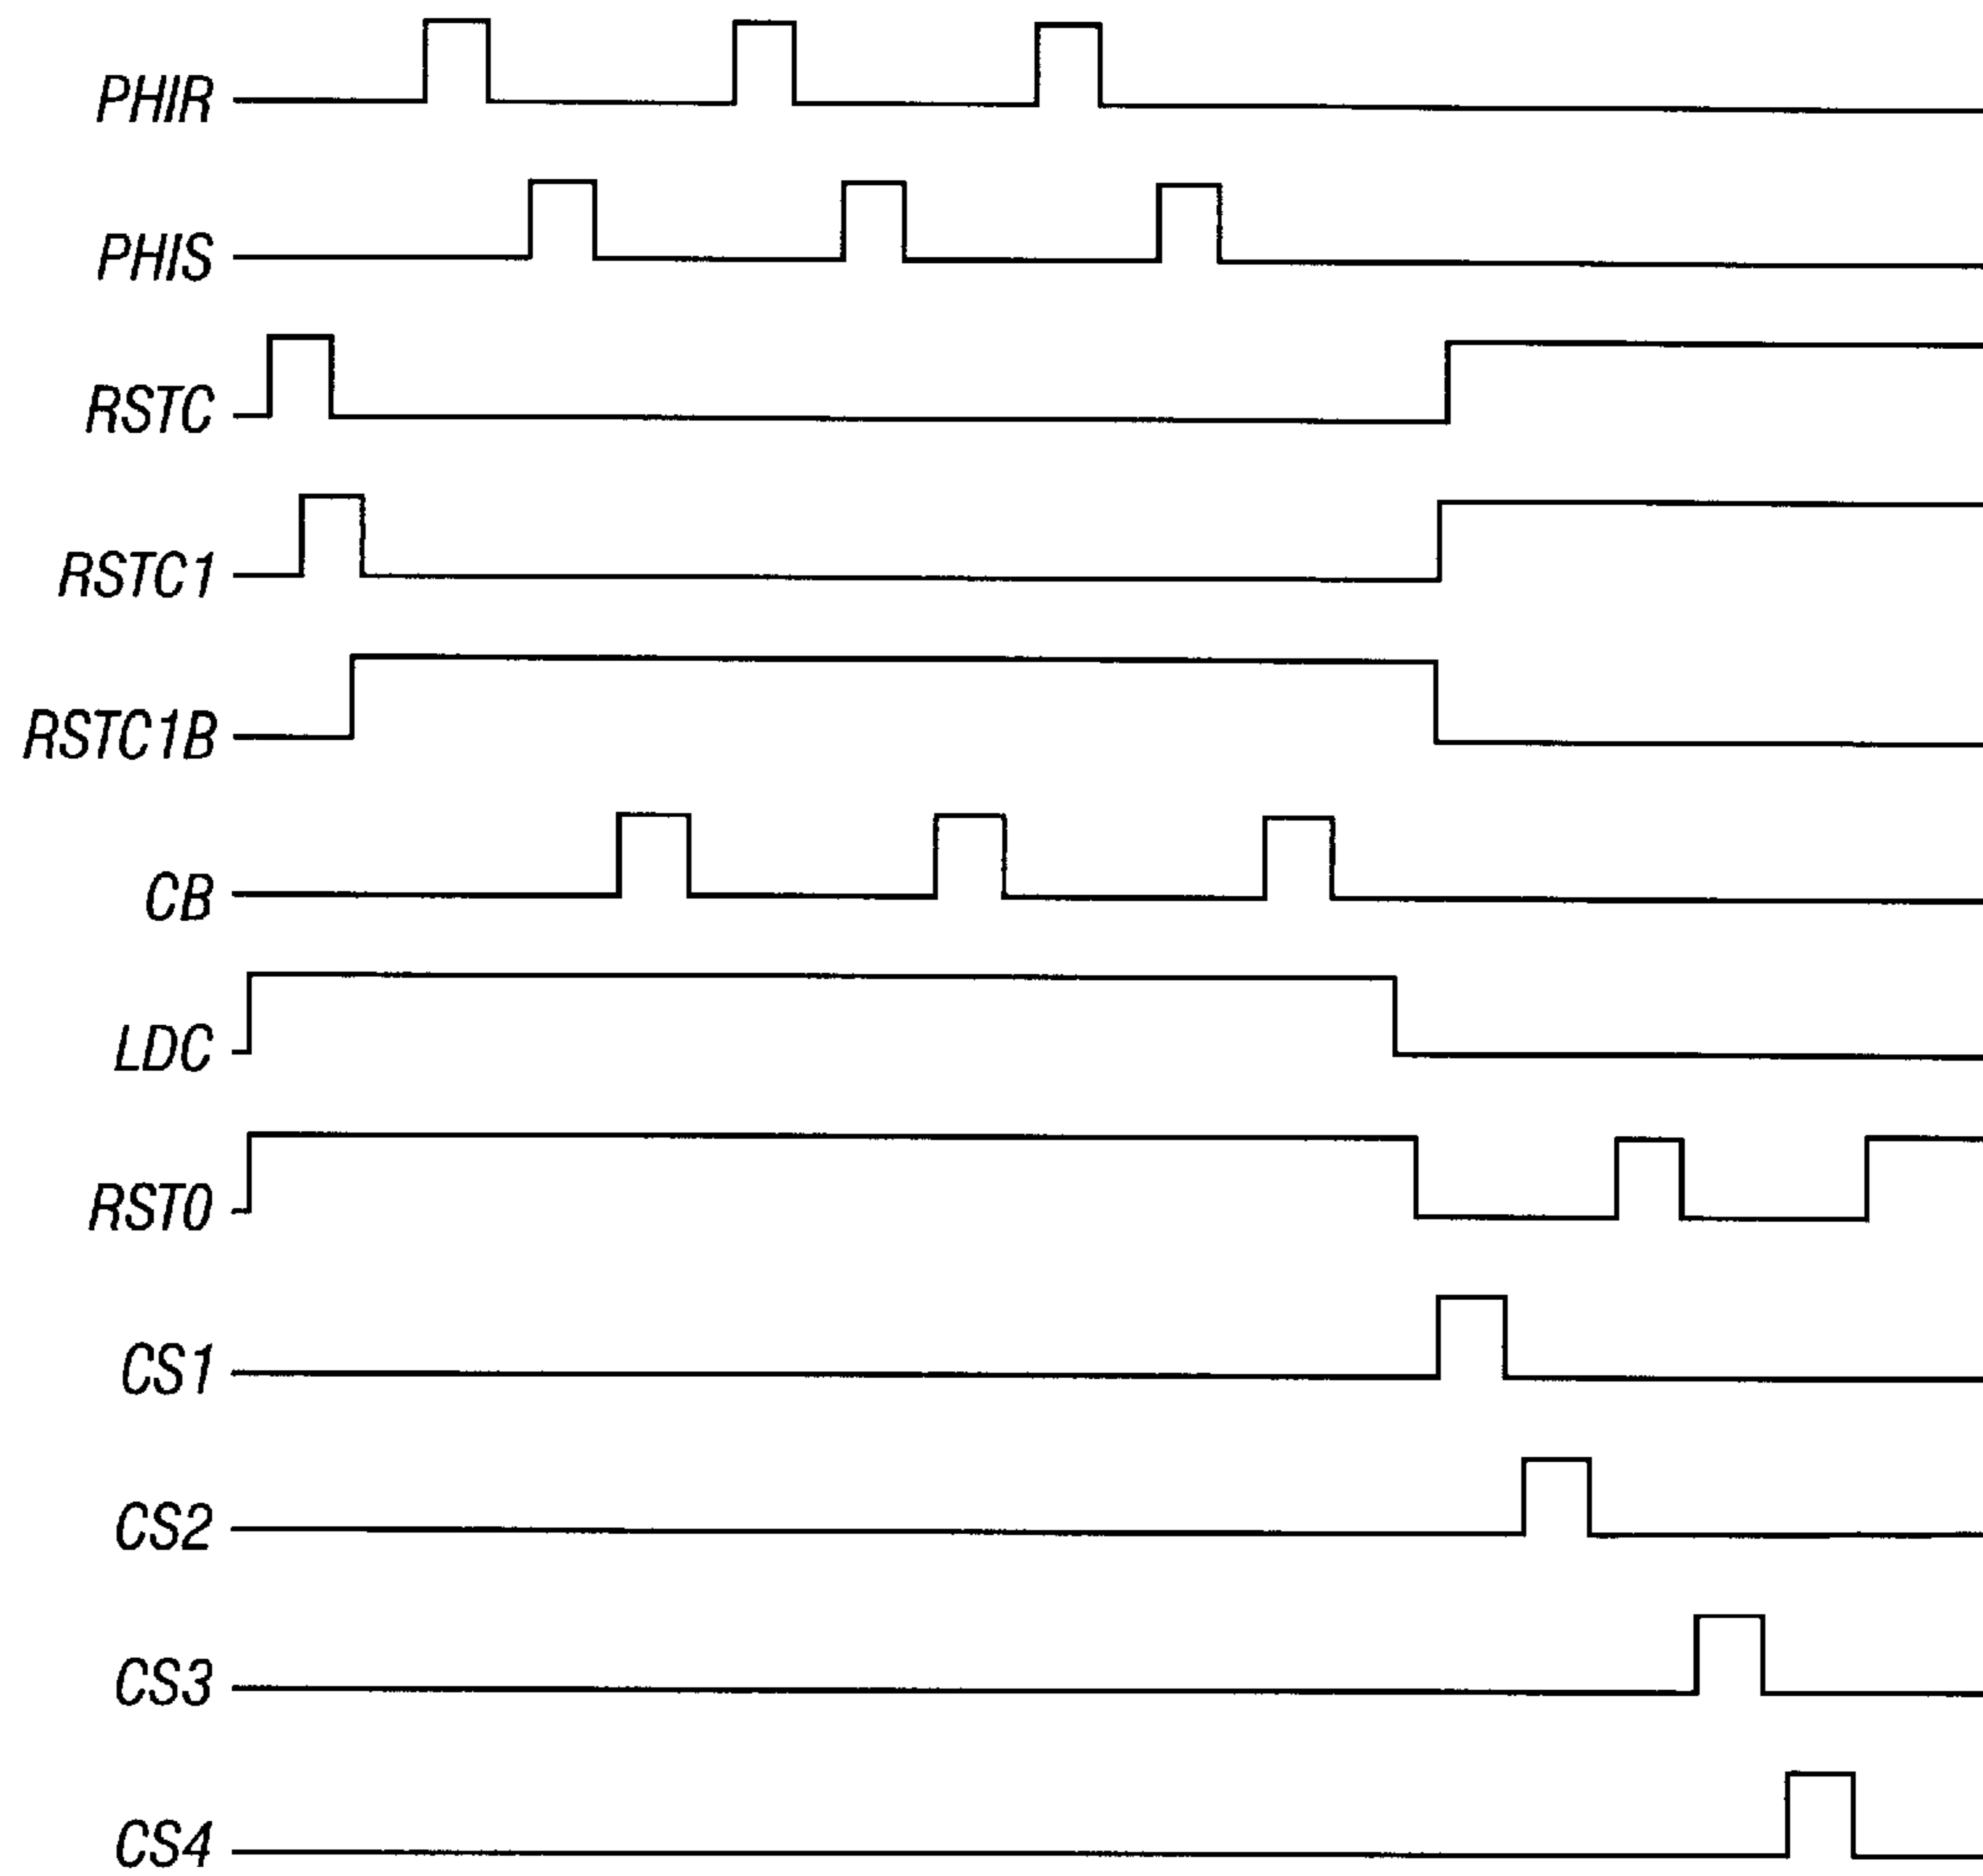 PHIR
PHIS
RSTC
RSTC1
RSTC1B
CB
LDC
RST0
CS1
CS2
CS3
CS4